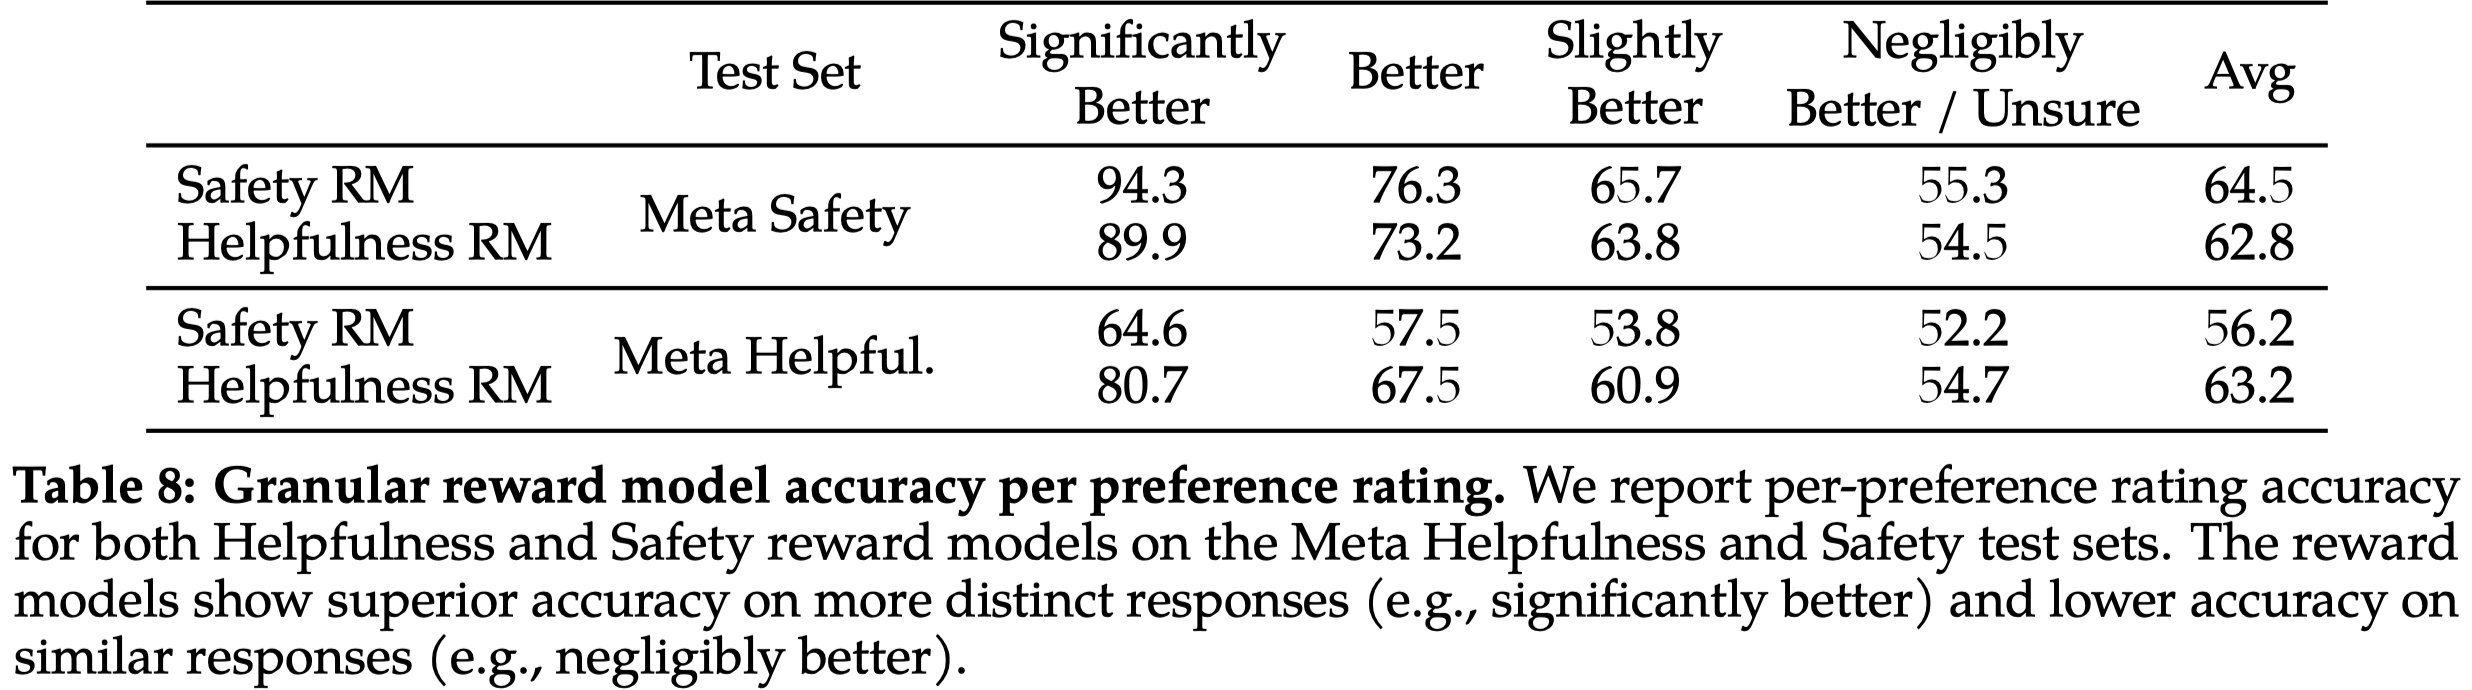 Test Set Significantly Better Better Slightly Better Negligibly Better / Unsure Avg
Safety RM Meta Safety 94.3 76.3 65.7 55.3 64.5
Helpfulness RM 89.9 73.2 63.8 54.5 62.8
Safety RM Meta Helpful. 64.6 57.5 53.8 52.2 56.2
Helpfulness RM 80.7 67.5 60.9 54.7 63.2
Table 8: Granular reward model accuracy per preference rating. We report per-preference rating accuracy
for both Helpfulness and Safety reward models on the Meta Helpfulness and Safety test sets. The reward
models show superior accuracy on more distinct responses (e.g., significantly better) and lower accuracy on
similar responses (e.g., negligibly better).